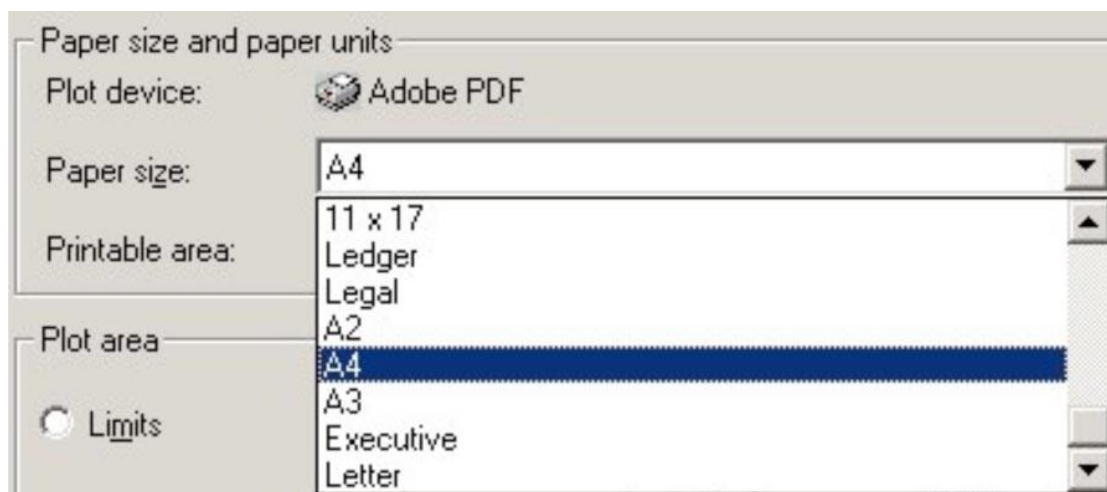 Paper size and paper units
Plot device: Adobe PDF
Paper size: A4
11 x 17
Printable area:
Ledger
Legal
Plot area
A2
A4
A3
Limits
Executive
Letter